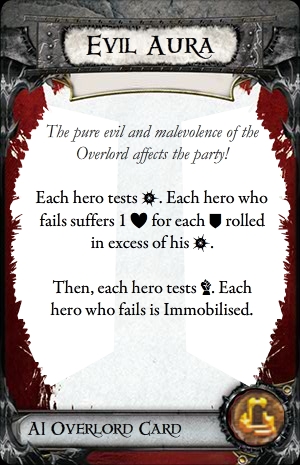 Evil Aura
The pure evil and malevolence of the
Overlord affects the party!
Each hero tests . Each hero who
fails suffers 1 for each rolled
in excess of his .
Then, each hero tests . Each
hero who fails is Immobilised.
AI Overlord Card